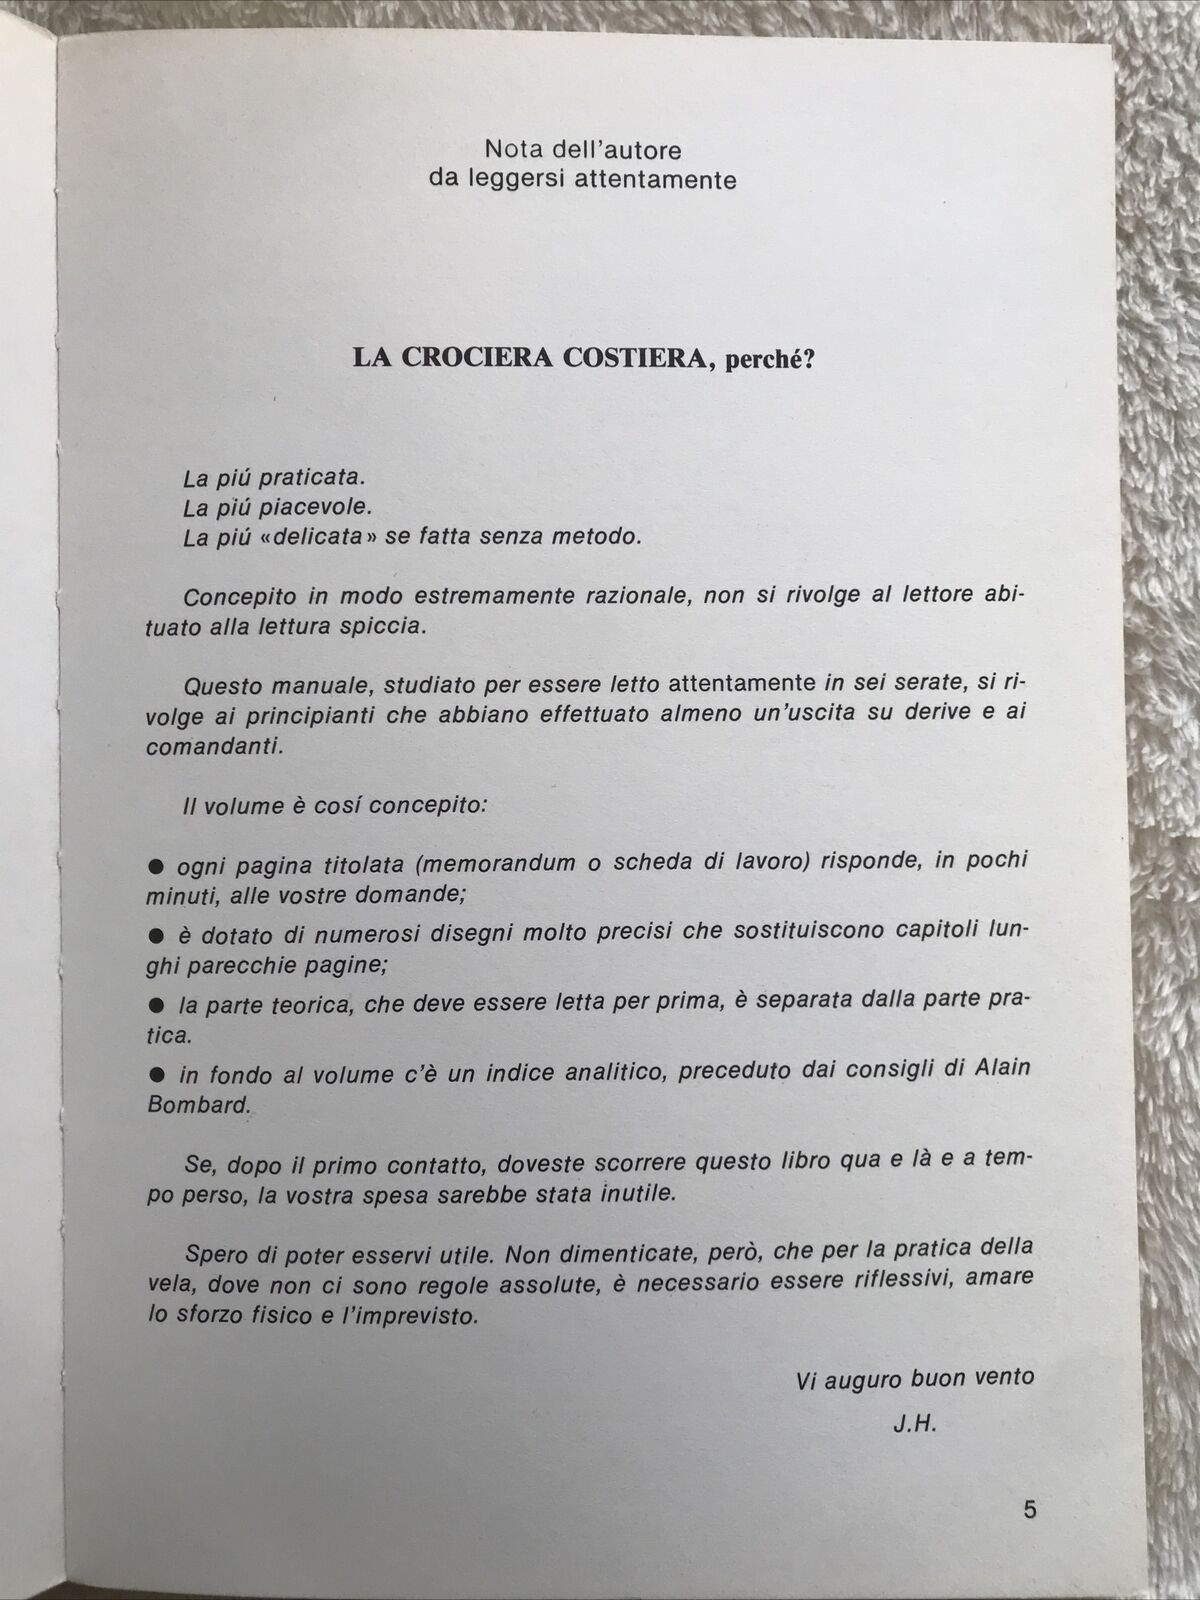 Nota dell'autore
da leggersi attentamente
LA CROCIERA COSTIERA, perché?
La piú praticata.
La piú piacevole.
La piú «delicata» se fatta senza metodo.
Concepito in modo estremamente razionale, non si rivolge al lettore abi-
tuato alla lettura spiccia.
Questo manuale, studiato per essere letto attentamente in sei serate, si ri-
volge ai principianti che abbiano effettuato almeno un'uscita su derive e ai
comandanti.
Il volume è cosí concepito:
● ogni pagina titolata (memorandum o scheda di lavoro) risponde, in pochi
minuti, alle vostre domande;
● è dotato di numerosi disegni molto precisi che sostituiscono capitoli lun-
ghi parecchie pagine;
● la parte teorica, che deve essere letta per prima, è separata dalla parte pra-
tica.
● in fondo al volume c'è un indice analitico, preceduto dai consigli di Alain
Bombard.
Se, dopo il primo contatto, doveste scorrere questo libro qua e là e a tem-
po perso, la vostra spesa sarebbe stata inutile.
Spero di poter esservi utile. Non dimenticate, però, che per la pratica della
vela, dove non ci sono regole assolute, è necessario essere riflessivi, amare
lo sforzo fisico e l'imprevisto.
Vi auguro buon vento
J.H.
5